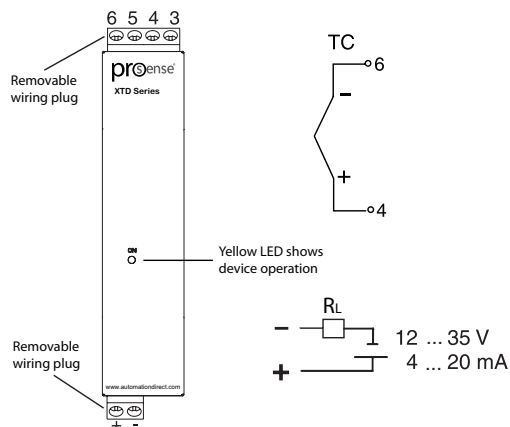 6 5 4 3
Removable
wiring plug
prosense®
XTD Series
ON
Yellow LED shows
device operation
Removable
wiring plug
www.automationdirect.com
+ -
TC
6
-
+
4
RL
-
12 ... 35 V
+
4 ... 20 mA